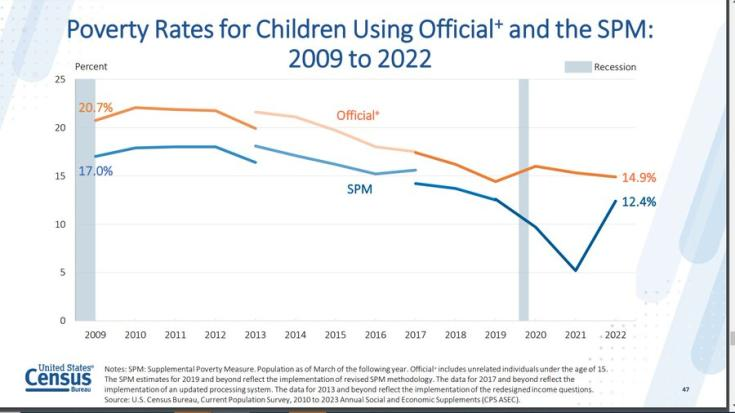 Poverty Rates for Children Using Official⁺ and the SPM:
2009 to 2022
Percent
Recession
25
20
15
10
5
0
20.7%
17.0%
Official⁺
SPM
14.9%
12.4%
2009 2010 2011 2012 2013 2014 2015 2016 2017 2018 2019 2020 2021 2022
United States®
Census
Bureau
Notes: SPM: Supplemental Poverty Measure. Population as of March of the following year. Official⁺ includes unrelated individuals under the age of 15.
The SPM estimates for 2019 and beyond reflect the implementation of revised SPM methodology. The data for 2017 and beyond reflect the
implementation of an updated processing system. The data for 2013 and beyond reflect the implementation of the redesigned income questions.
Source: U.S. Census Bureau, Current Population Survey, 2010 to 2023 Annual Social and Economic Supplements (CPS ASEC).
47